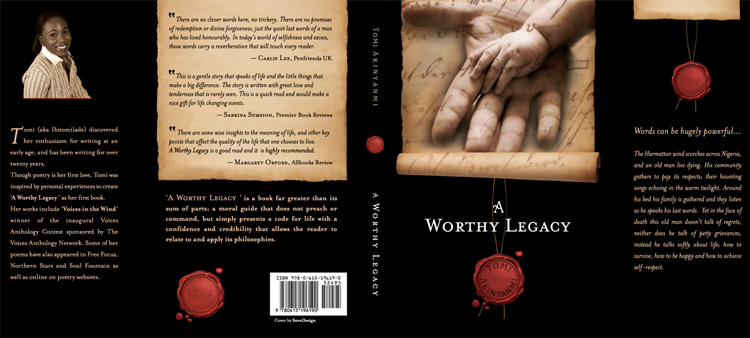 Tomi (aka Ibitomilade) discovered
her enthusiasm for writing at an
early age, and has been writing for over
twenty years.
Though poetry is her first love, Tomi was
inspired by personal experiences to create
'A Worthy Legacy' as her first book.
Her works include 'Voices in the Wind'
winner of the inaugural Voices
Anthology Contest sponsored by The
Voices Anthology Network. Some of her
poems have also appeared in Free Focus,
Northern Stars and Soul Fountain as
well as online on poetry websites.
"There are no clever words here, no trickery. There are no promises
of redemption or divine forgiveness; just the quiet last words of a man
who has lived honourably. In today's world of selfishness and excess,
those words carry a reverberation that will touch every reader.
— Carlie Lee, Penfriends UK
"This is a gentle story that speaks of life and the little things that
make a big difference. The story is written with great love and
tenderness that is rarely seen. This is a quick read and would make a
nice gift for life changing events.
— Sabrina Sumsion, Premier Book Reviews
"There are some wise insights to the meaning of life, and other key
points that affect the quality of the life that one chooses to live.
A Worthy Legacy is a good read and it is highly recommended.
— Margaret Orford, Allbooks Review
'A Worthy Legacy ' is a book far greater than its
sum of parts; a moral guide that does not preach or
command, but simply presents a code for life with a
confidence and credibility that allows the reader to
relate to and apply its philosophies.
ISBN 978-0-615-19619-0
52495
9 780615 196190
Cover by SaroDesign
Tomi Akinyanmi
A Worthy Legacy
A
Worthy Legacy
TOMI
AKINYANMI
Words can be hugely powerful...
The Harmattan wind scorches across Nigeria,
and an old man lies dying. His community
gathers to pay its respects; their haunting
songs echoing in the warm twilight. Around
his bed his family is gathered and they listen
as he speaks his last words. Yet in the face of
death this old man doesn't talk of regrets,
neither does he talk of petty grievances,
instead he talks softly about life; how to
survive, how to be happy and how to achieve
self-respect.